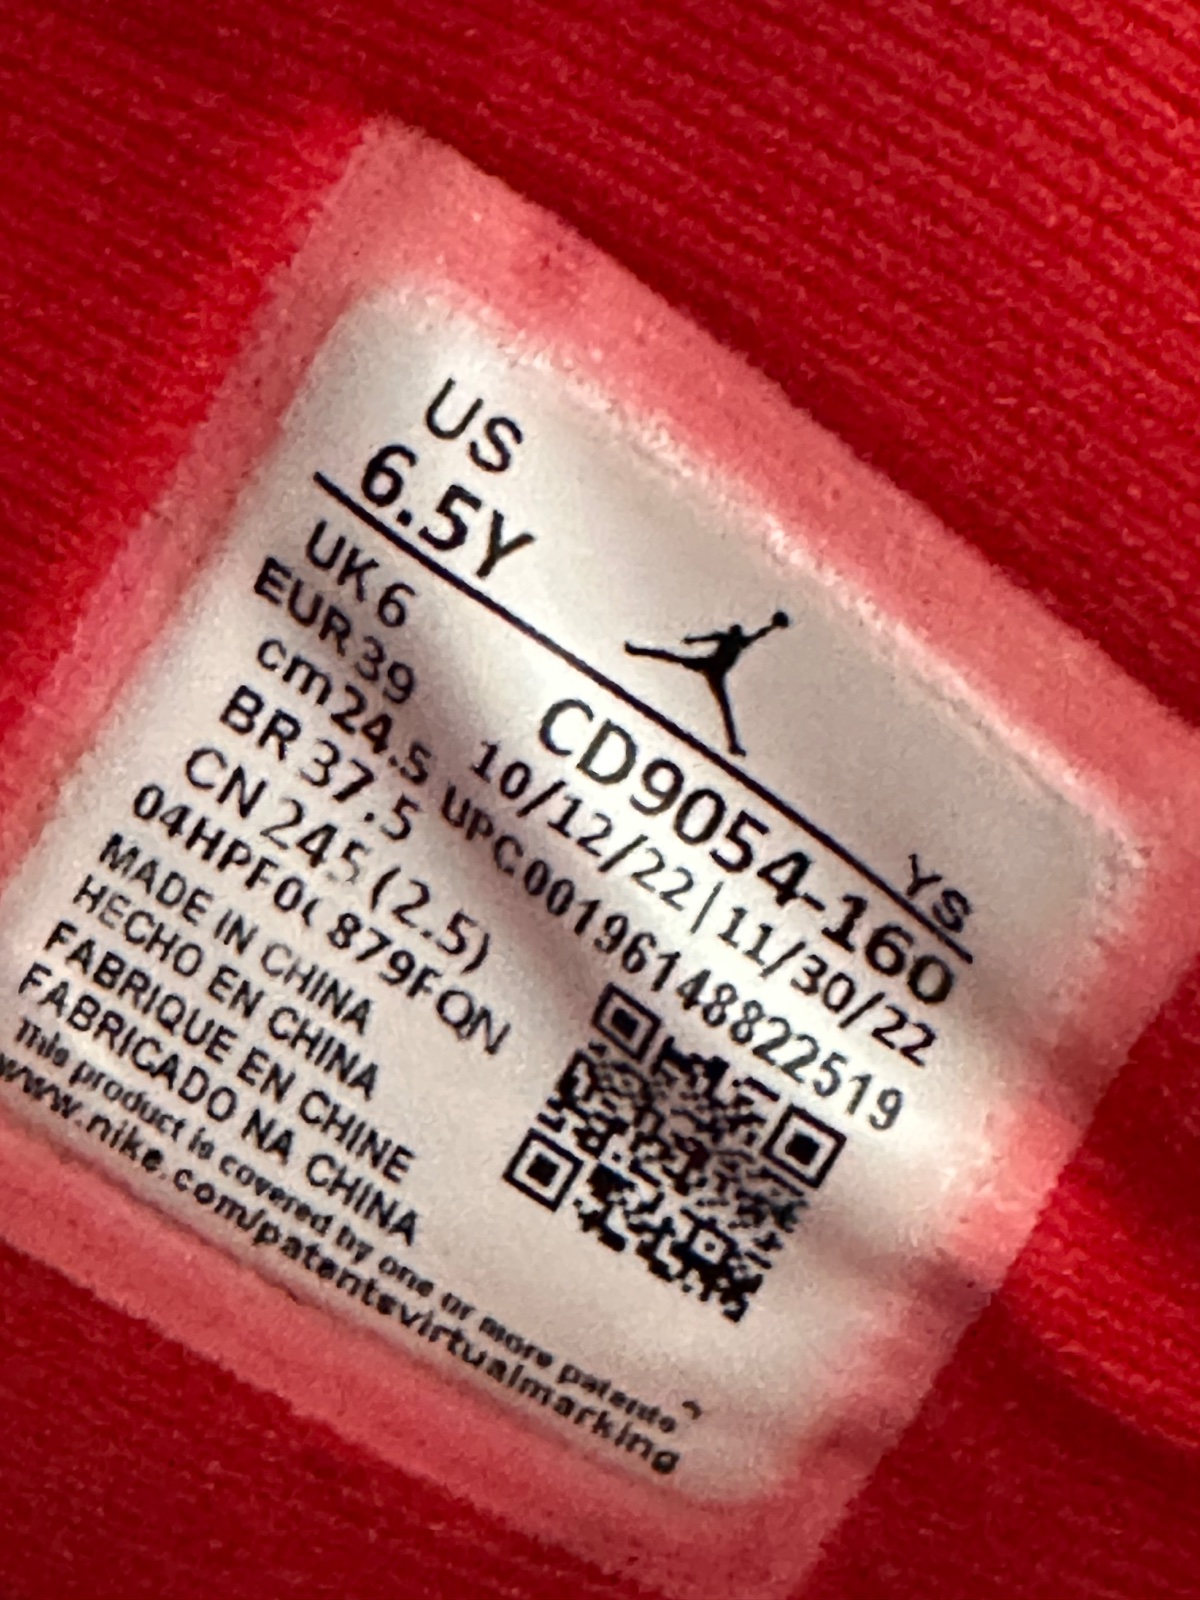 US
6.5Y
YS
UK 6
EUR 39
cm 24.5
BR 37.5
CN 245 (2.5)
CD9054-160
10/12/22|11/30/22
UPC00196148822519
879FQN
MADE IN CHINA
HECHO EN CHINA
FABRIQUE EN CHINE
FABRICADO NA CHINA
This product is covered by one or more patents
www.nike.com/patentsvirtualmarking